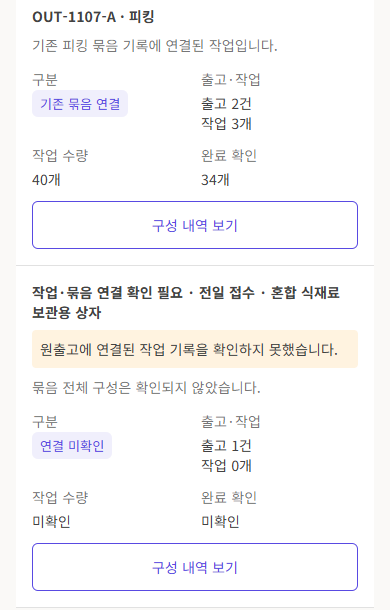 OUT-1107-A · 피킹
기존 피킹 묶음 기록에 연결된 작업입니다.
구분
출고·작업
기존 묶음 연결
출고 2건
작업 3개
작업 수량
완료 확인
40개
34개
구성 내역 보기
작업·묶음 연결 확인 필요 · 전일 접수 · 혼합 식재료
보관용 상자
원출고에 연결된 작업 기록을 확인하지 못했습니다.
묶음 전체 구성은 확인되지 않았습니다.
구분
출고·작업
연결 미확인
출고 1건
작업 0개
작업 수량
완료 확인
미확인
미확인
구성 내역 보기